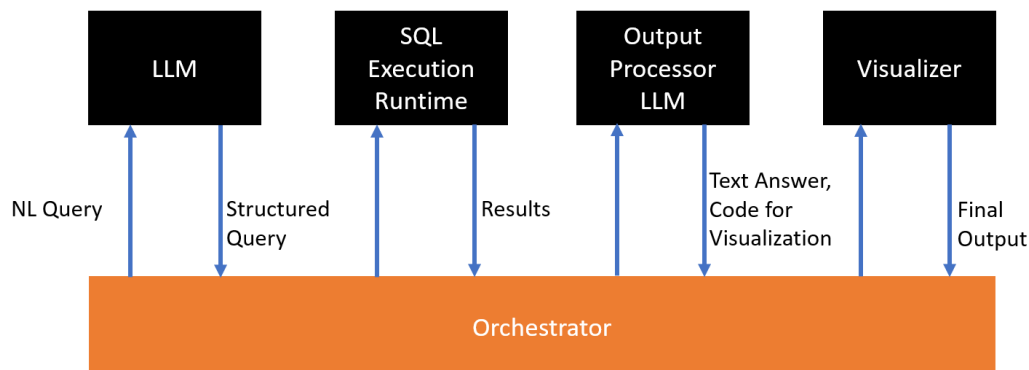 LLM
SQL
Execution
Runtime
Output
Processor
LLM
Visualizer
NL Query
Structured
Query
Results
Text Answer,
Code for
Visualization
Final
Output
Orchestrator